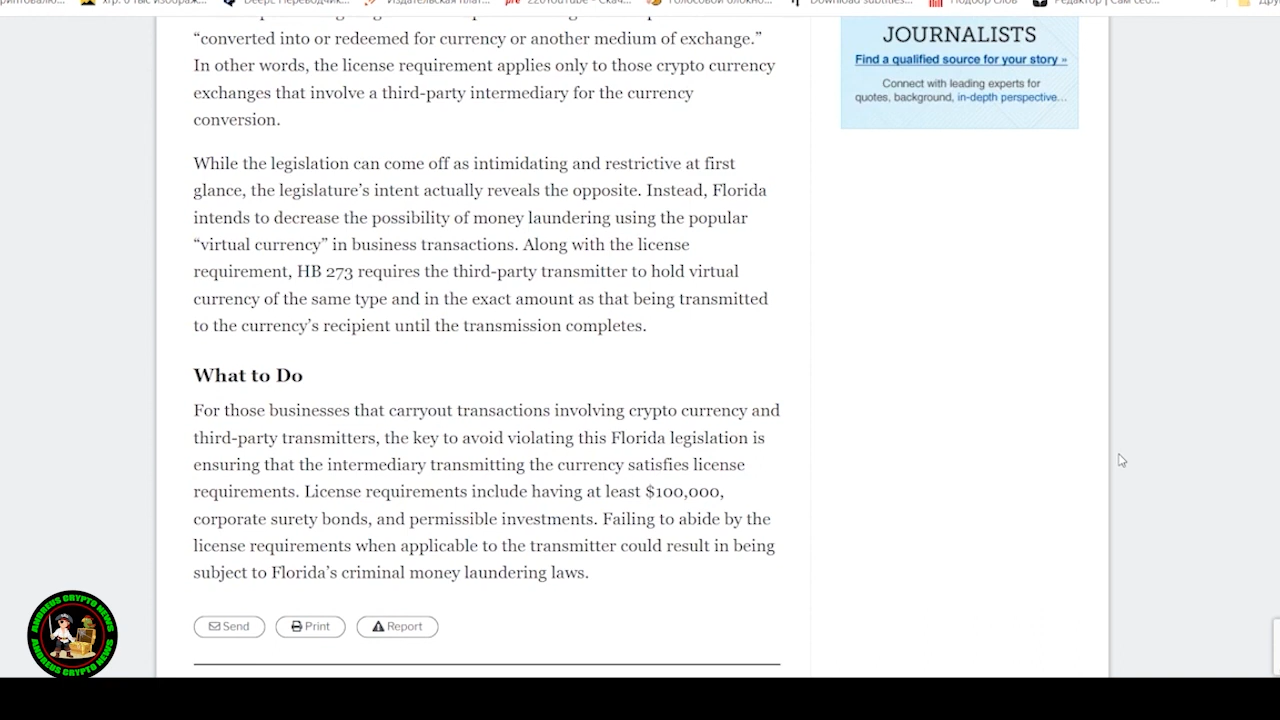 Download subtitles...
“converted into or redeemed for currency or another medium of exchange.”
In other words, the license requirement applies only to those crypto currency
exchanges that involve a third-party intermediary for the currency
conversion.
While the legislation can come off as intimidating and restrictive at first
glance, the legislature’s intent actually reveals the opposite. Instead, Florida
intends to decrease the possibility of money laundering using the popular
“virtual currency” in business transactions. Along with the license
requirement, HB 273 requires the third-party transmitter to hold virtual
currency of the same type and in the exact amount as that being transmitted
to the currency’s recipient until the transmission completes.
What to Do
For those businesses that carryout transactions involving crypto currency and
third-party transmitters, the key to avoid violating this Florida legislation is
ensuring that the intermediary transmitting the currency satisfies license
requirements. License requirements include having at least $100,000,
corporate surety bonds, and permissible investments. Failing to abide by the
license requirements when applicable to the transmitter could result in being
subject to Florida’s criminal money laundering laws.
Send Print Report
JOURNALISTS
Find a qualified source for your story »
Connect with leading experts for
quotes, background, in-depth perspective...
ANDREUS CRYPTO NEWS
ANDREUS CRYPTO NEWS